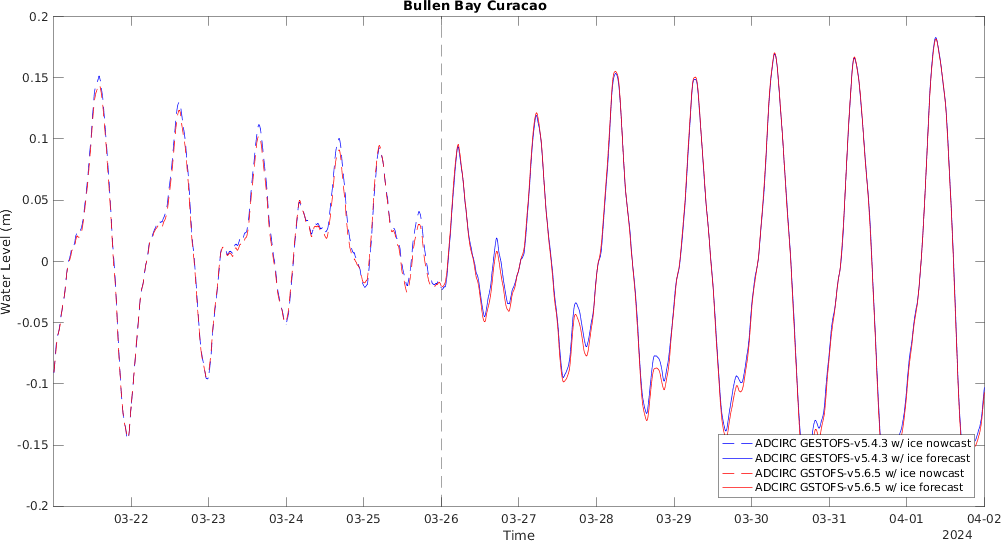 Bullen Bay Curacao
0.2
0.15
0.1
0.05
0
-0.05
-0.1
-0.15
-0.2
Water Level (m)
ADCIRC GESTOFS-v5.4.3 w/ ice nowcast
ADCIRC GESTOFS-v5.4.3 w/ ice forecast
ADCIRC GSTOFS-v5.6.5 w/ ice nowcast
ADCIRC GSTOFS-v5.6.5 w/ ice forecast
03-22 03-23 03-24 03-25 03-26 03-27 03-28 03-29 03-30 03-31 04-01 04-02
Time
2024